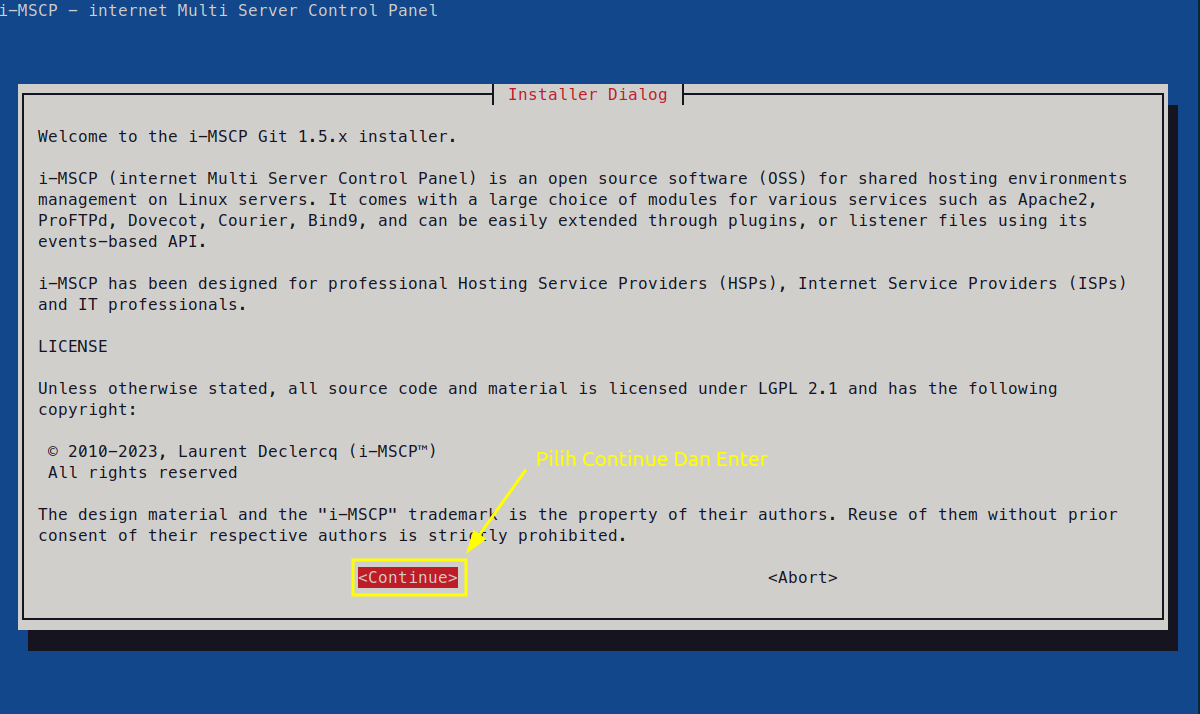 i-MSCP - internet Multi Server Control Panel
Installer Dialog
Welcome to the i-MSCP Git 1.5.x installer.
i-MSCP (internet Multi Server Control Panel) is an open source software (OSS) for shared hosting environments
management on Linux servers. It comes with a large choice of modules for various services such as Apache2,
ProFTPd, Dovecot, Courier, Bind9, and can be easily extended through plugins, or listener files using its
events-based API.
i-MSCP has been designed for professional Hosting Service Providers (HSPs), Internet Service Providers (ISPs)
and IT professionals.
LICENSE
Unless otherwise stated, all source code and material is licensed under LGPL 2.1 and has the following
copyright:
© 2010-2023, Laurent Declercq (i-MSCP™)
All rights reserved
Pilih Continue Dan Enter
The design material and the "i-MSCP" trademark is the property of their authors. Reuse of them without prior
consent of their respective authors is strictly prohibited.
<Continue> <Abort>